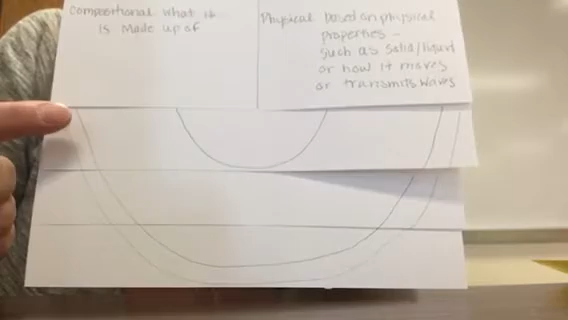 Compositional What it
is Made up of
Physical Based on physical
properties -
such as solid/liquid
or how it moves
or transmits waves